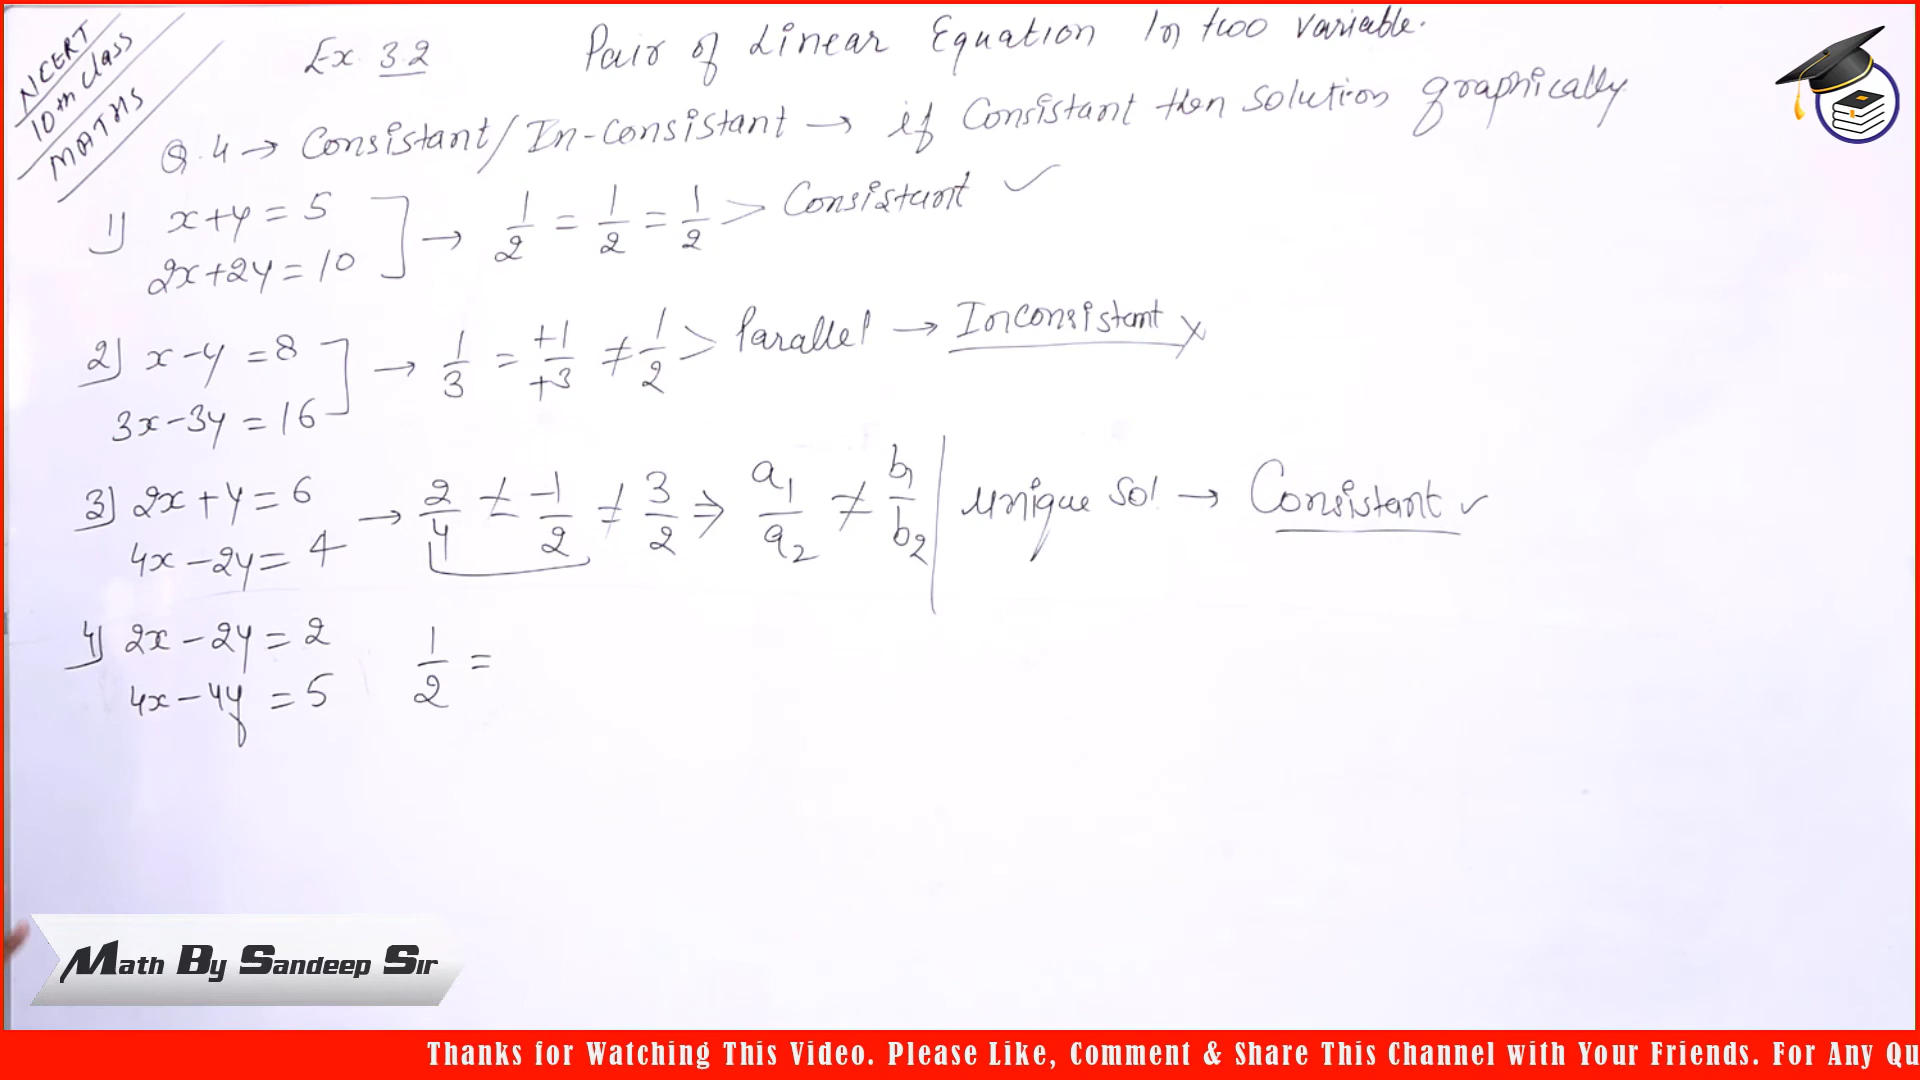 NCERT
10th class
MATHS
Ex. 3.2 Pair of Linear Equation In two variable.
Q.4 → Consistant/In-consistant → if Consistant then solution graphically
1) x+y = 5
2x+2y = 10 → 1/2 = 1/2 = 1/2 > Consistant ✓
2) x-y = 8
3x-3y = 16 → 1/3 = +1/+3 ≠ 1/2 > Parallel → Inconsistant ×
3) 2x+y = 6
4x-2y = 4 → 2/4 ≠ -1/2 ≠ 3/2 ⇒ a1/a2 ≠ b1/b2 | unique sol → Consistant ✓
4) 2x-2y = 2
4x-4y = 5 1/2 =
Math By Sandeep Sir
Thanks for Watching This Video. Please Like, Comment & Share This Channel with Your Friends. For Any Qu